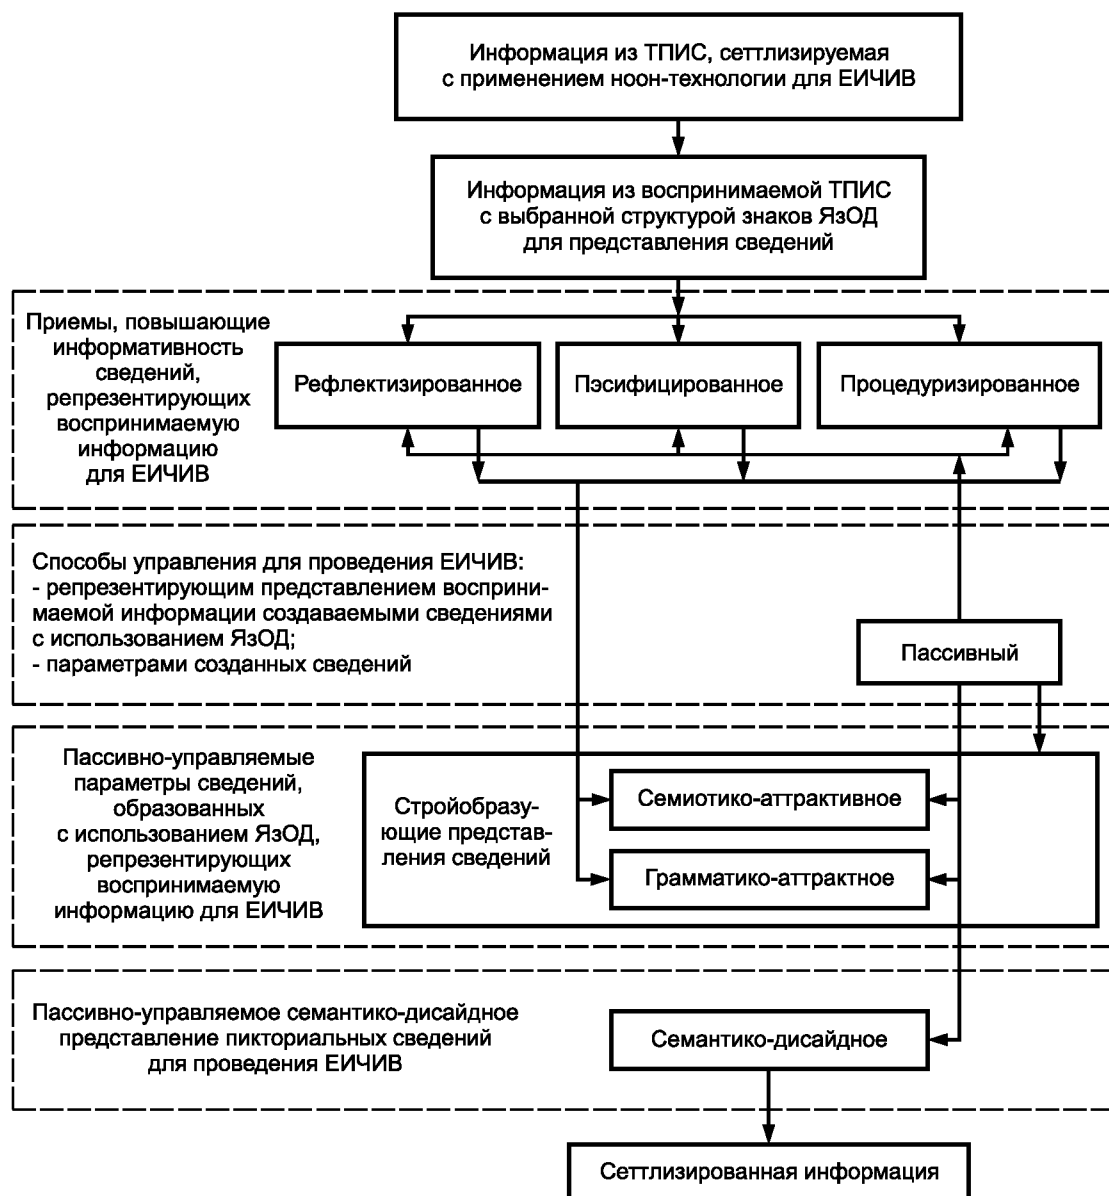 Информация из ТПИС, сеттлизируемая
с применением ноон-технологии для ЕИЧИВ
Информация из воспринимаемой ТПИС
с выбранной структурой знаков ЯзОД
для представления сведений
Приемы, повышающие
информативность
сведений,
репрезентирующих
воспринимаемую
информацию
для ЕИЧИВ
Рефлектизированное
Пэсифицированное
Процедуризированное
Способы управления для проведения ЕИЧИВ:
- репрезентирующим представлением восприни-
маемой информации создаваемыми сведениями
с использованием ЯзОД;
- параметрами созданных сведений
Пассивный
Пассивно-управляемые
параметры сведений,
образованных
с использованием ЯзОД,
репрезентирующих
воспринимаемую
информацию для ЕИЧИВ
Стройобразу-
ющие представ-
ления сведений
Семиотико-аттрактивное
Грамматико-аттрактное
Пассивно-управляемое семантико-дисайдное
представление пикториальных сведений
для проведения ЕИЧИВ
Семантико-дисайдное
Сеттлизированная информация